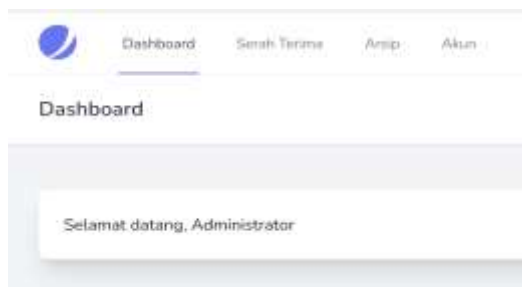 Dashboard Serah Terima Arsip Akun
Dashboard
Selamat datang, Administrator